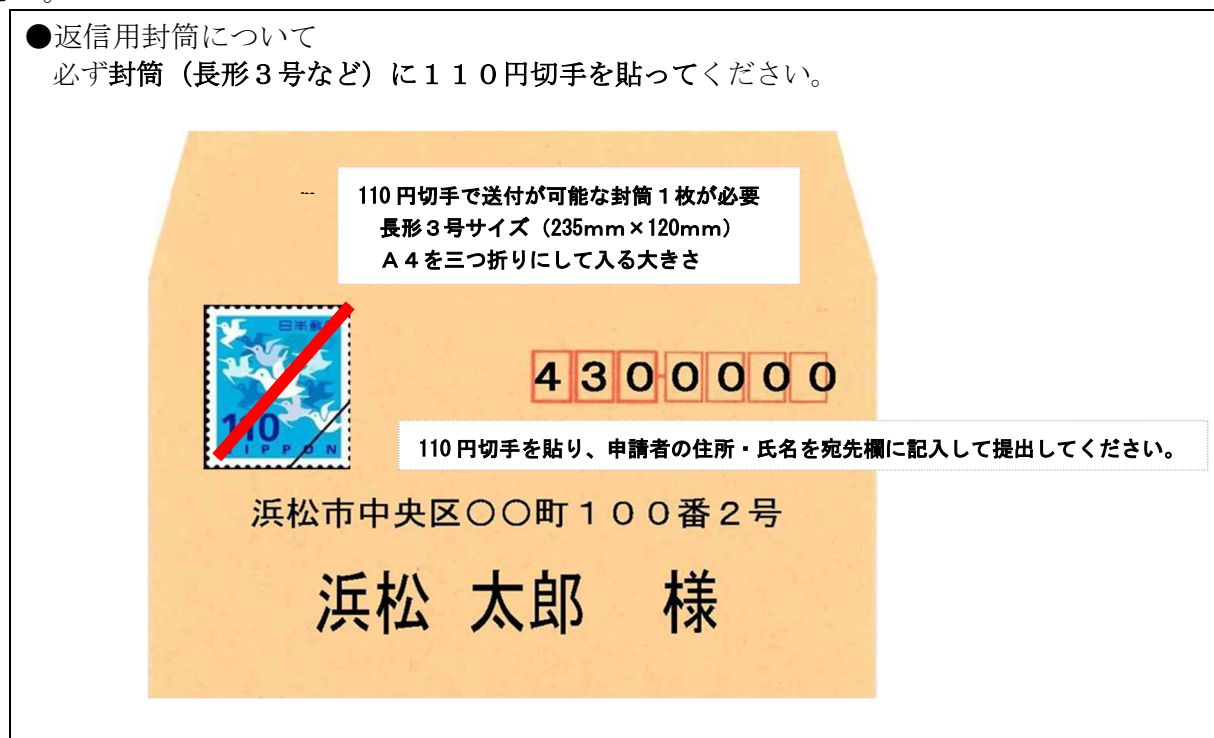 ●返信用封筒について
必ず封筒（長形３号など）に１１０円切手を貼ってください。
110円切手で送付が可能な封筒１枚が必要
長形３号サイズ（235mm×120mm）
Ａ４を三つ折りにして入る大きさ
日本郵
110
NIPPON
4300000
110円切手を貼り、申請者の住所・氏名を宛先欄に記入して提出してください。
浜松市中央区〇〇町１００番２号
浜松 太郎　様